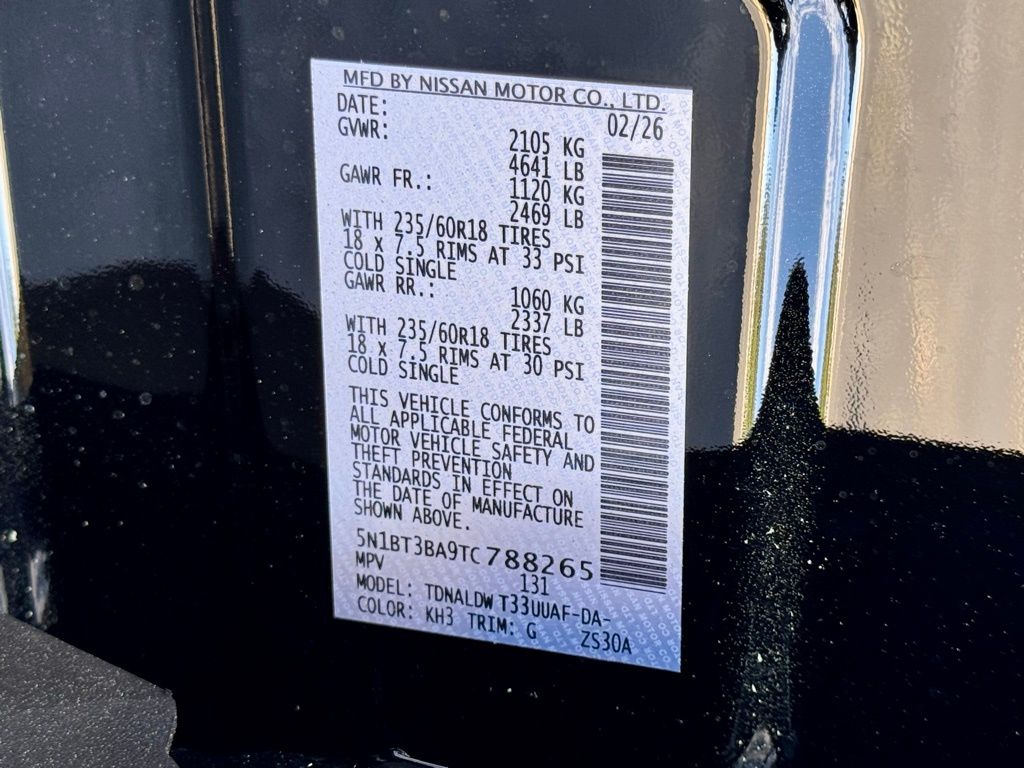 MFD BY NISSAN MOTOR CO., LTD.
DATE: 02/26
GVWR: 2105 KG
4641 LB
GAWR FR.: 1120 KG
2469 LB
WITH 235/60R18 TIRES
18 X 7.5 RIMS AT 33 PSI
COLD SINGLE
GAWR RR.: 1060 KG
2337 LB
WITH 235/60R18 TIRES
18 X 7.5 RIMS AT 30 PSI
COLD SINGLE
THIS VEHICLE CONFORMS TO
ALL APPLICABLE FEDERAL
MOTOR VEHICLE SAFETY AND
THEFT PREVENTION
STANDARDS IN EFFECT ON
THE DATE OF MANUFACTURE
SHOWN ABOVE.
5N1BT3BA9TC788265
MPV 131
MODEL: TDNALDW T33UUAF-DA-
COLOR: KH3 TRIM: G ZS30A